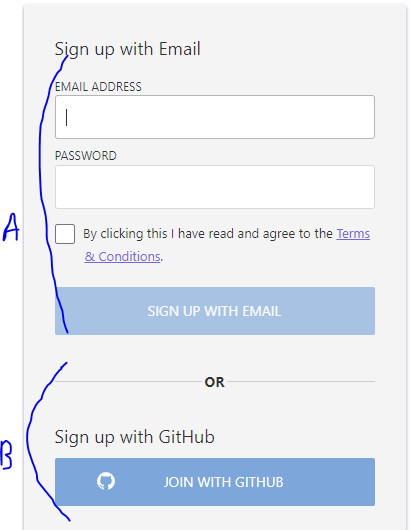 Sign up with Email
EMAIL ADDRESS
PASSWORD
A
By clicking this I have read and agree to the Terms
& Conditions.
SIGN UP WITH EMAIL
OR
B
Sign up with GitHub
JOIN WITH GITHUB